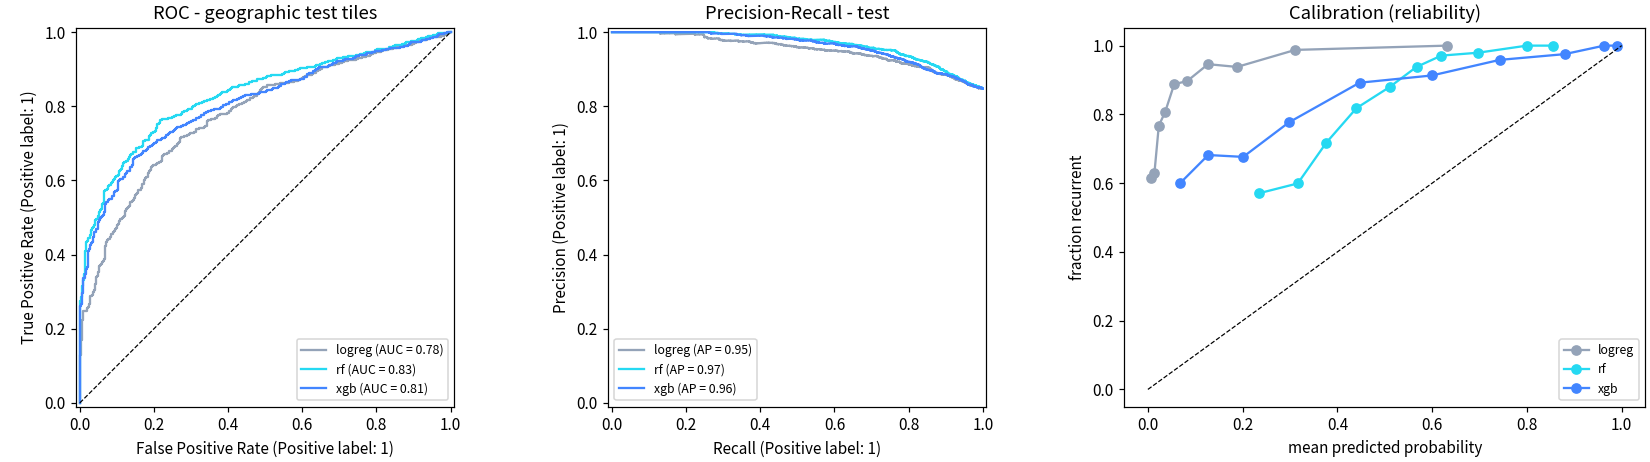 ROC - geographic test tiles
1.0
0.8
0.6
0.4
0.2
0.0
True Positive Rate (Positive label: 1)
logreg (AUC = 0.78)
rf (AUC = 0.83)
xgb (AUC = 0.81)
0.0 0.2 0.4 0.6 0.8 1.0
False Positive Rate (Positive label: 1)
Precision-Recall - test
1.0
0.8
0.6
0.4
0.2
0.0
Precision (Positive label: 1)
logreg (AP = 0.95)
rf (AP = 0.97)
xgb (AP = 0.96)
0.0 0.2 0.4 0.6 0.8 1.0
Recall (Positive label: 1)
Calibration (reliability)
1.0
0.8
0.6
0.4
0.2
0.0
fraction recurrent
logreg
rf
xgb
0.0 0.2 0.4 0.6 0.8 1.0
mean predicted probability